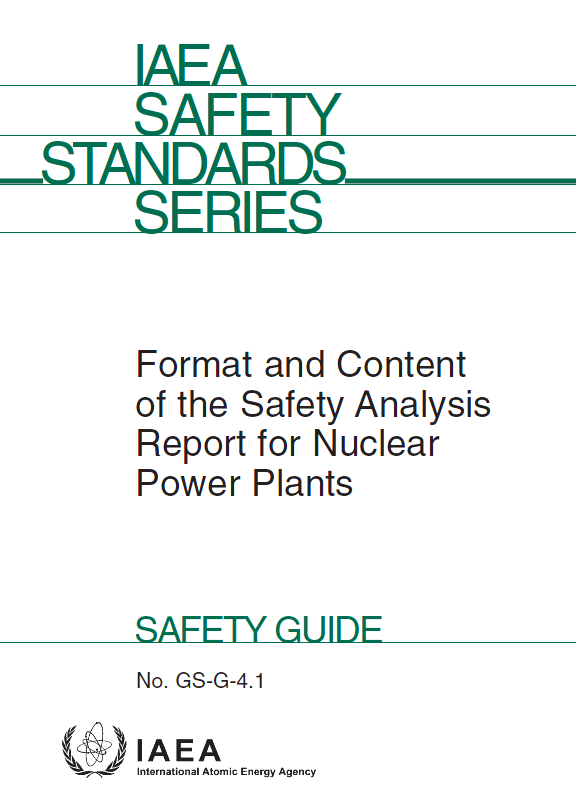 IAEA
SAFETY
STANDARDS
SERIES
Format and Content
of the Safety Analysis
Report for Nuclear
Power Plants
SAFETY GUIDE
No. GS-G-4.1
IAEA
International Atomic Energy Agency